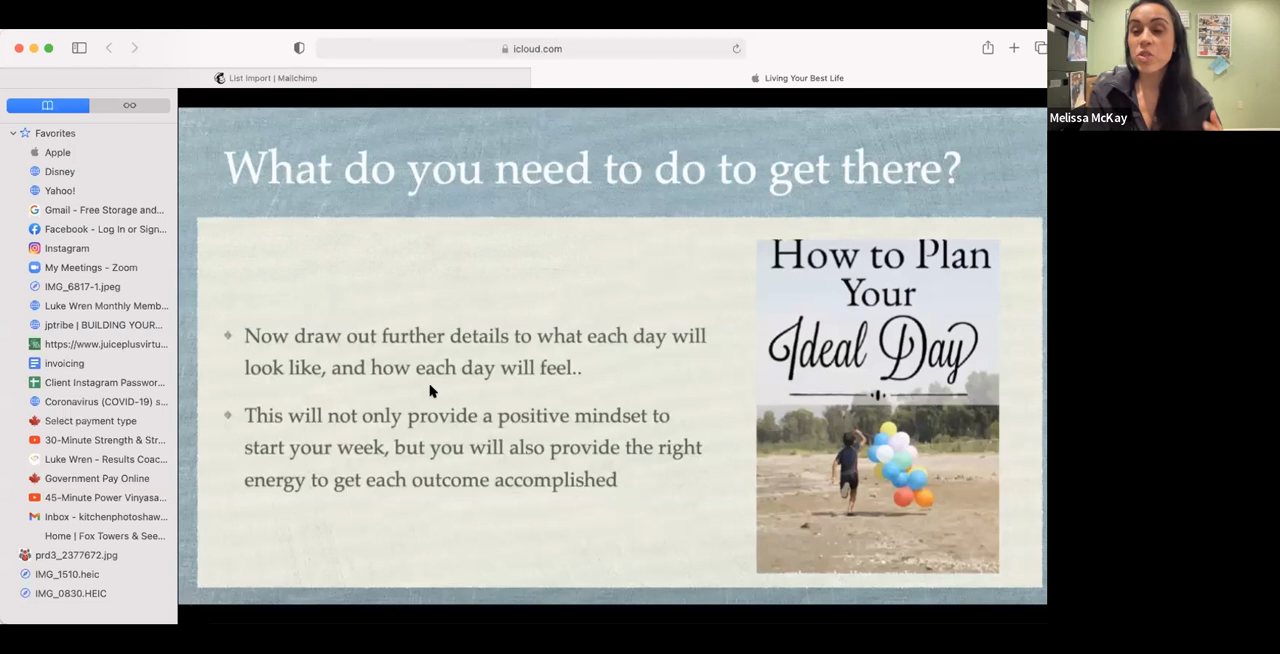 icloud.com
List Import | Mailchimp
Living Your Best Life
Melissa McKay
Favorites
Apple
Disney
Yahoo!
Gmail - Free Storage and...
Facebook - Log In or Sign...
Instagram
My Meetings - Zoom
IMG_6817-1.jpeg
Luke Wren Monthly Memb...
jptribe | BUILDING YOUR...
https://www.juiceplusvirtu...
invoicing
Client Instagram Passwor...
Coronavirus (COVID-19) s...
Select payment type
30-Minute Strength & Str...
Luke Wren - Results Coac...
Government Pay Online
45-Minute Power Vinyasa...
Inbox - kitchenphotoshaw...
Home | Fox Towers & See...
prd3_2377672.jpg
IMG_1510.heic
IMG_0830.HEIC
What do you need to do to get there?
Now draw out further details to what each day will
look like, and how each day will feel..
This will not only provide a positive mindset to
start your week, but you will also provide the right
energy to get each outcome accomplished
How to Plan
Your
Ideal Day